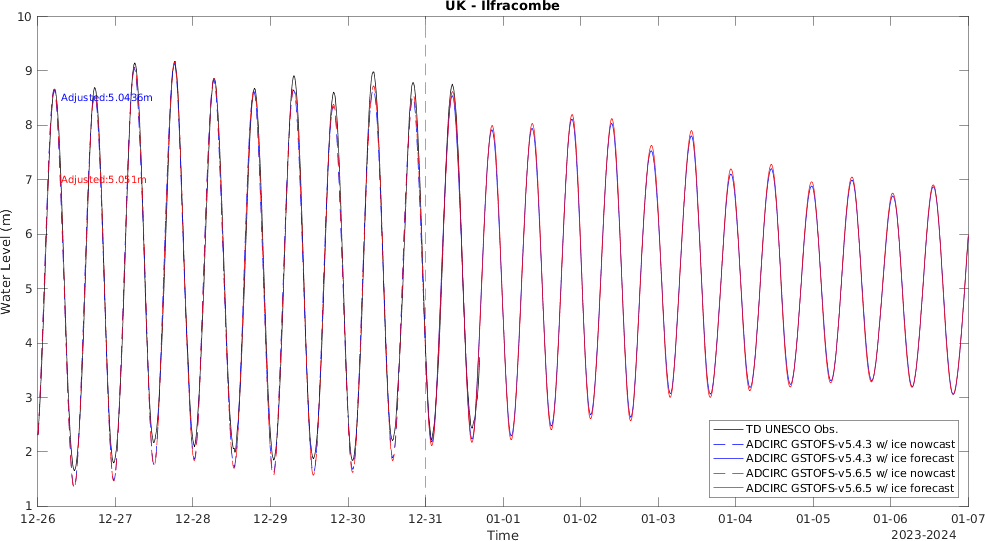 UK - Ilfracombe
10
9
8
7
6
5
4
3
2
1
Water Level (m)
Adjusted:5.0436m
Adjusted:5.051m
TD UNESCO Obs.
ADCIRC GSTOFS-v5.4.3 w/ ice nowcast
ADCIRC GSTOFS-v5.4.3 w/ ice forecast
ADCIRC GSTOFS-v5.6.5 w/ ice nowcast
ADCIRC GSTOFS-v5.6.5 w/ ice forecast
12-26 12-27 12-28 12-29 12-30 12-31 01-01 01-02 01-03 01-04 01-05 01-06 01-07
Time
2023-2024